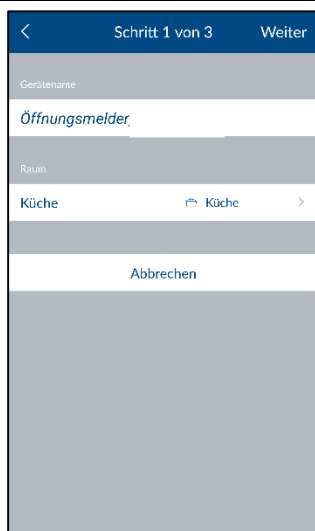 Schritt 1 von 3 Weiter
Gerätename
Öffnungsmelder
Raum
Küche Küche
Abbrechen